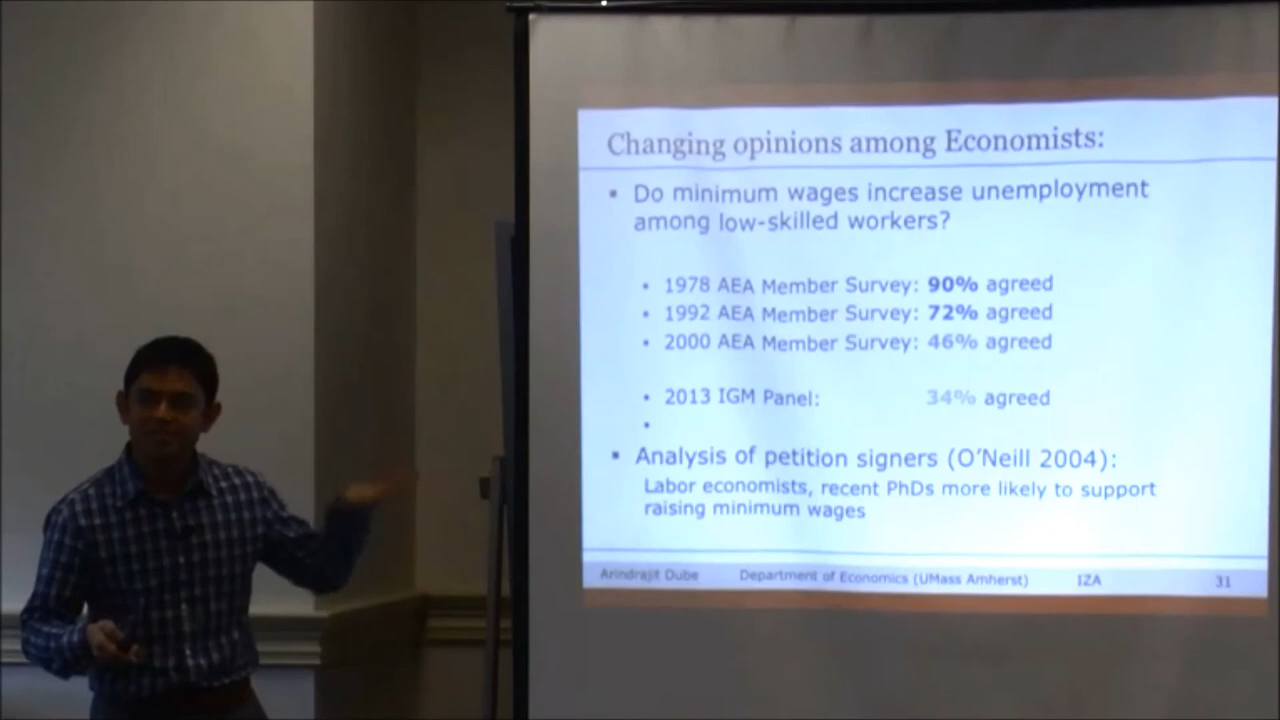 Changing opinions among Economists:
▪ Do minimum wages increase unemployment
among low-skilled workers?
• 1978 AEA Member Survey: 90% agreed
• 1992 AEA Member Survey: 72% agreed
• 2000 AEA Member Survey: 46% agreed
• 2013 IGM Panel: 34% agreed
•
▪ Analysis of petition signers (O'Neill 2004):
Labor economists, recent PhDs more likely to support
raising minimum wages
Arindrajit Dube Department of Economics (UMass Amherst) IZA 31